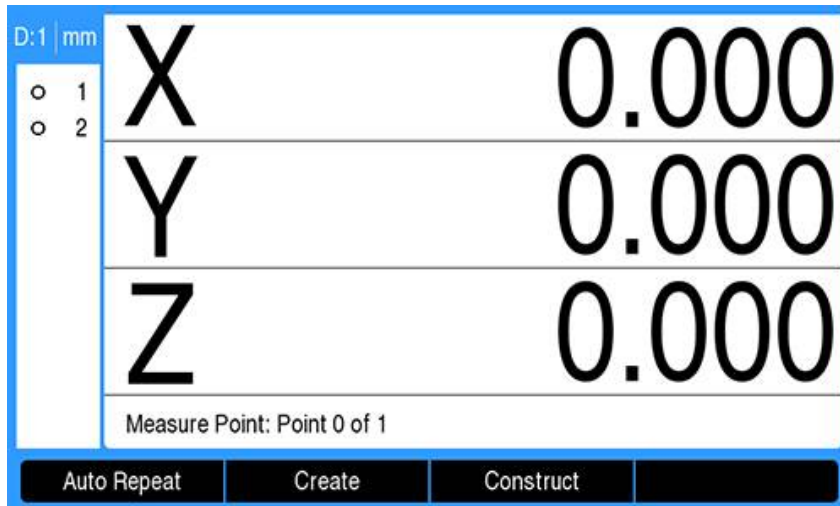 D:1 mm
X 0.000
1
2
Y 0.000
Z 0.000
Measure Point: Point 0 of 1
Auto Repeat Create Construct